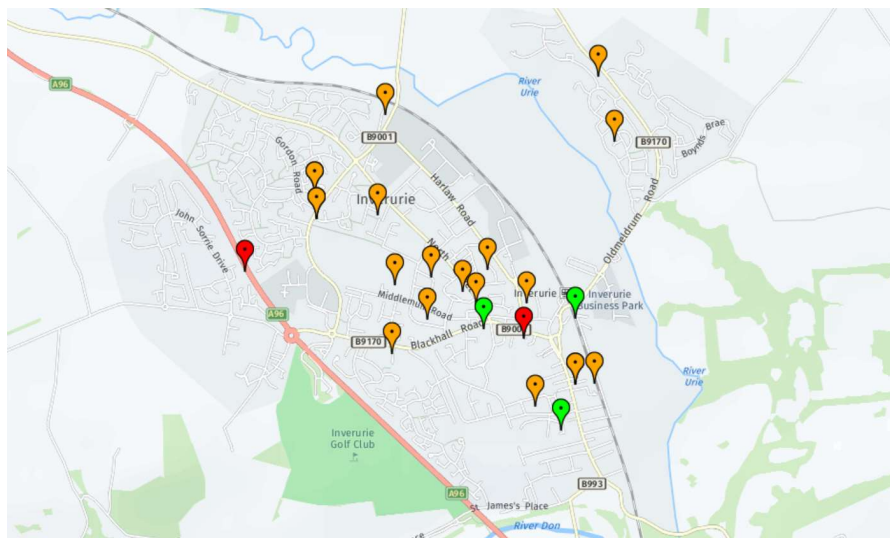 A96
River
Urie
B9001
Gordon Road
Harlaw Road
B9170
Boynds Brae
Inverurie
John Sorrie Drive
Oldmeldrum Road
North
Inverurie
Inverurie
Business Park
Middlemuir Road
A96
B9170
Blackhall Road
B9001
River
Urie
Inverurie
Golf Club
B993
A96
St. James's Place
River Don